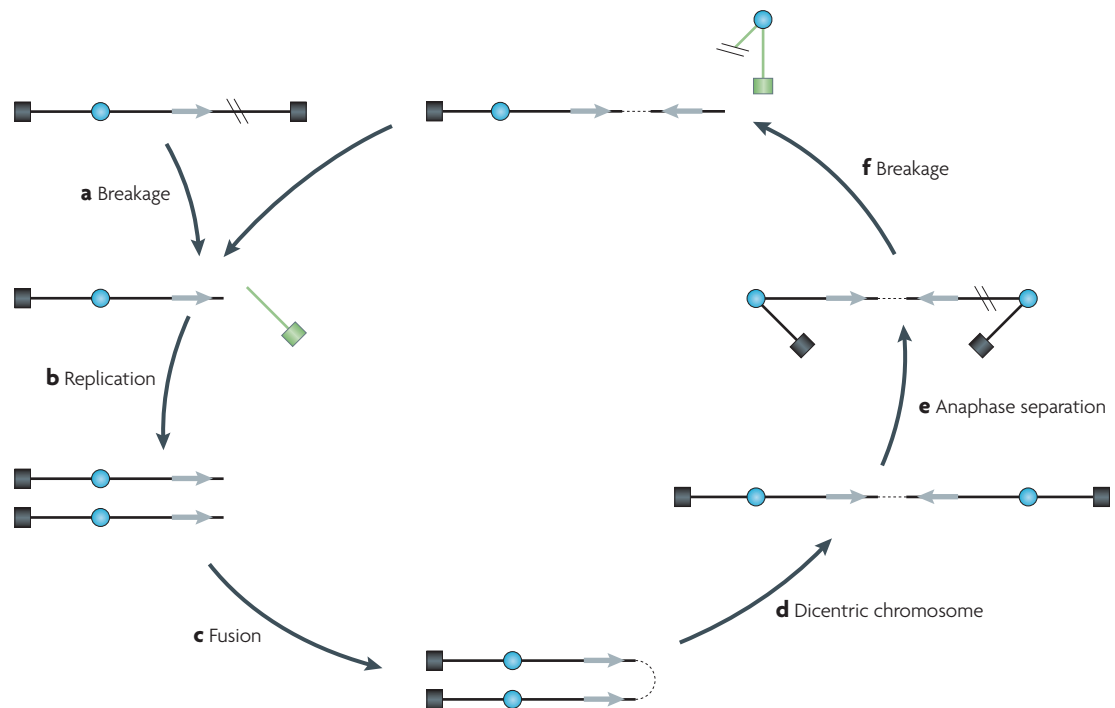 a Breakage
b Replication
c Fusion
d Dicentric chromosome
e Anaphase separation
f Breakage